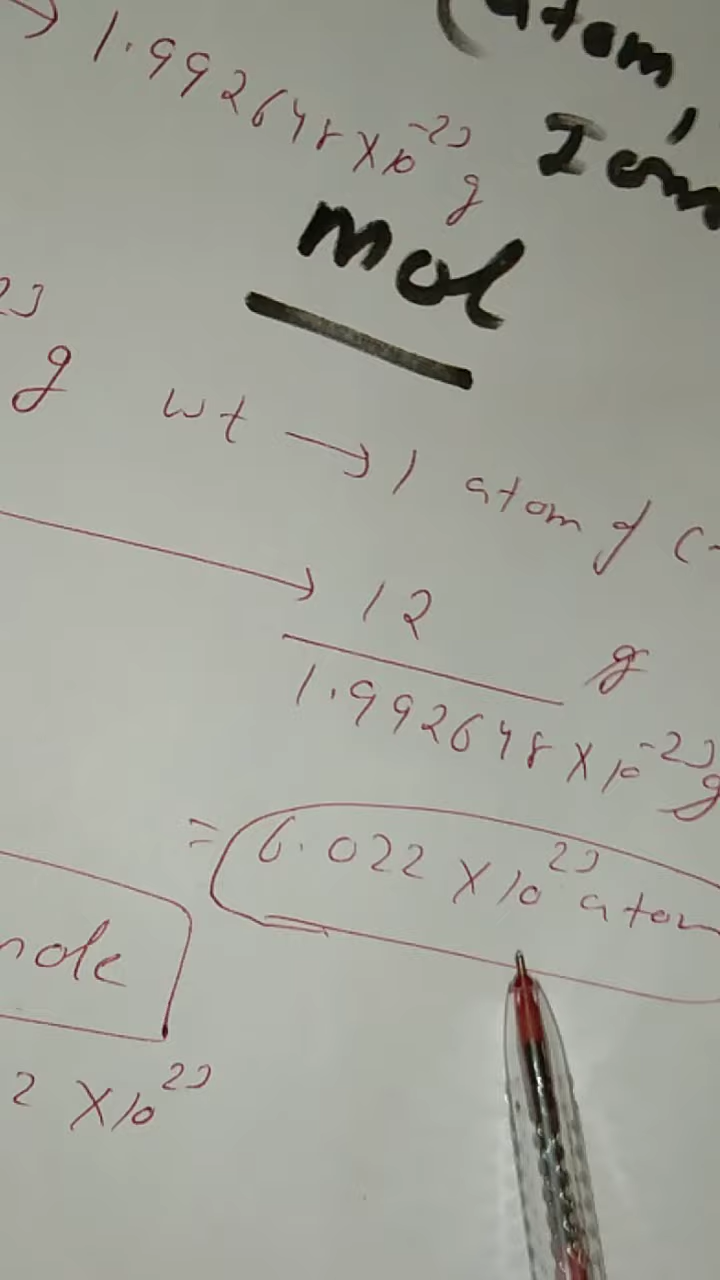 (atom,
→ 1.992648 × 10⁻²³ g
Ion
mol
23
g wt → 1 atom of C-
→ 12 g
1.992648 × 10⁻²³ g
= 6.022 × 10²³ atom
mole
2 × 10²³